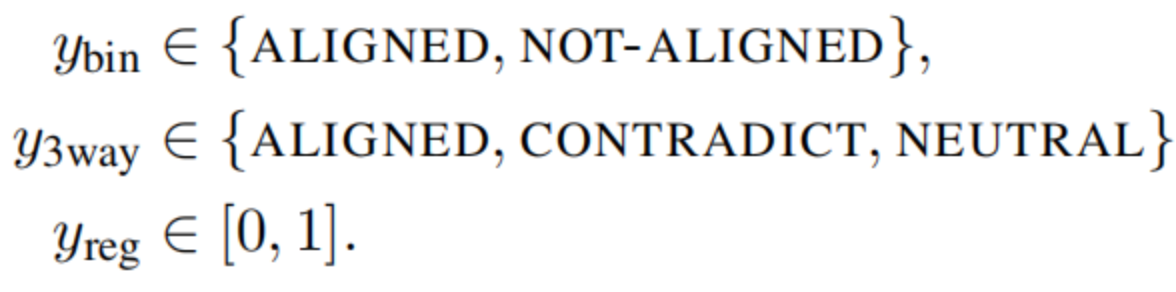 y_bin ∈ {ALIGNED, NOT-ALIGNED},
y_3way ∈ {ALIGNED, CONTRADICT, NEUTRAL}
y_reg ∈ [0, 1].